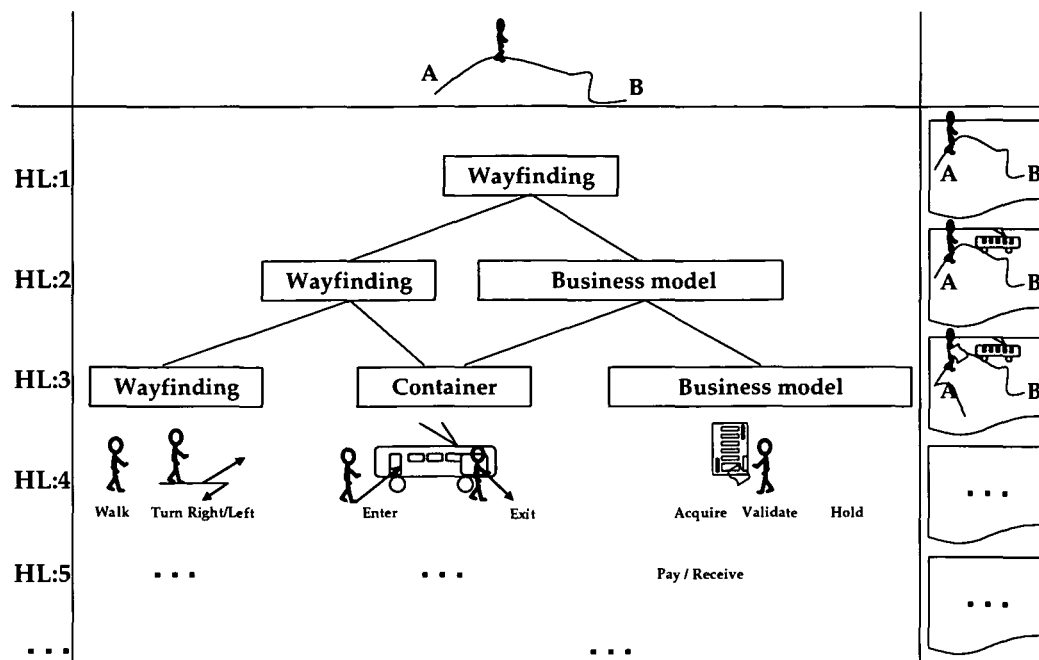 A
B
HL:1
Wayfinding
A B
HL:2
Wayfinding Business model
A B
HL:3
Wayfinding Container Business model
A B
HL:4
Walk Turn Right/Left Enter Exit Acquire Validate Hold
...
HL:5
... ... Pay / Receive
...
... ...